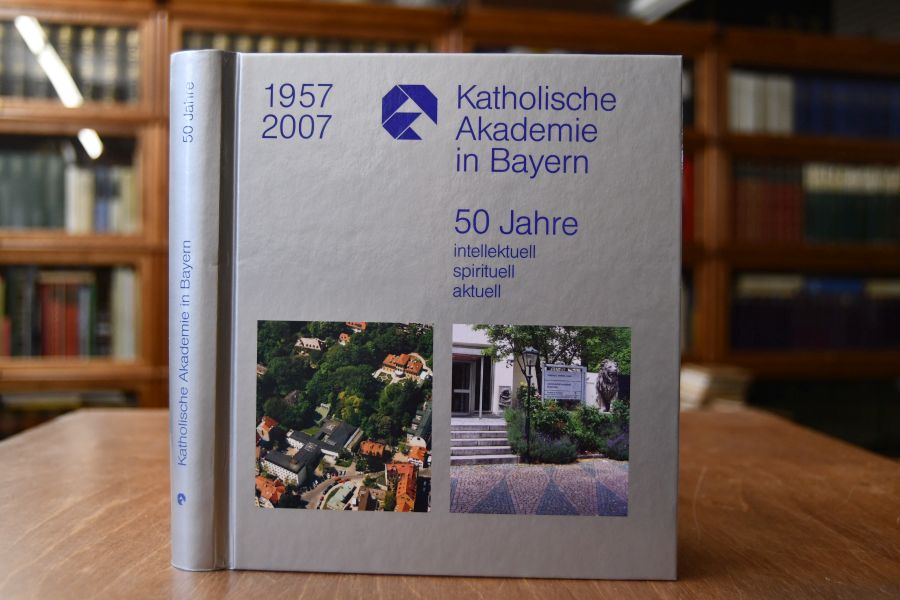 1957
2007
Katholische
Akademie
in Bayern
50 Jahre
intellektuell
spirituell
aktuell
Katholische Akademie in Bayern
50 Jahre